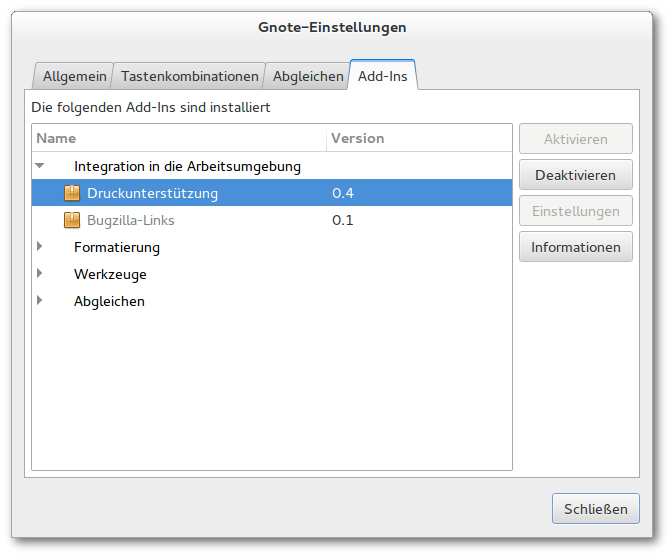 Gnote-Einstellungen
Allgemein Tastenkombinationen Abgleichen Add-Ins
Die folgenden Add-Ins sind installiert
Name Version Aktivieren
Integration in die Arbeitsumgebung
Druckunterstützung 0.4 Deaktivieren
Bugzilla-Links 0.1 Einstellungen
Formatierung Informationen
Werkzeuge
Abgleichen
Schließen